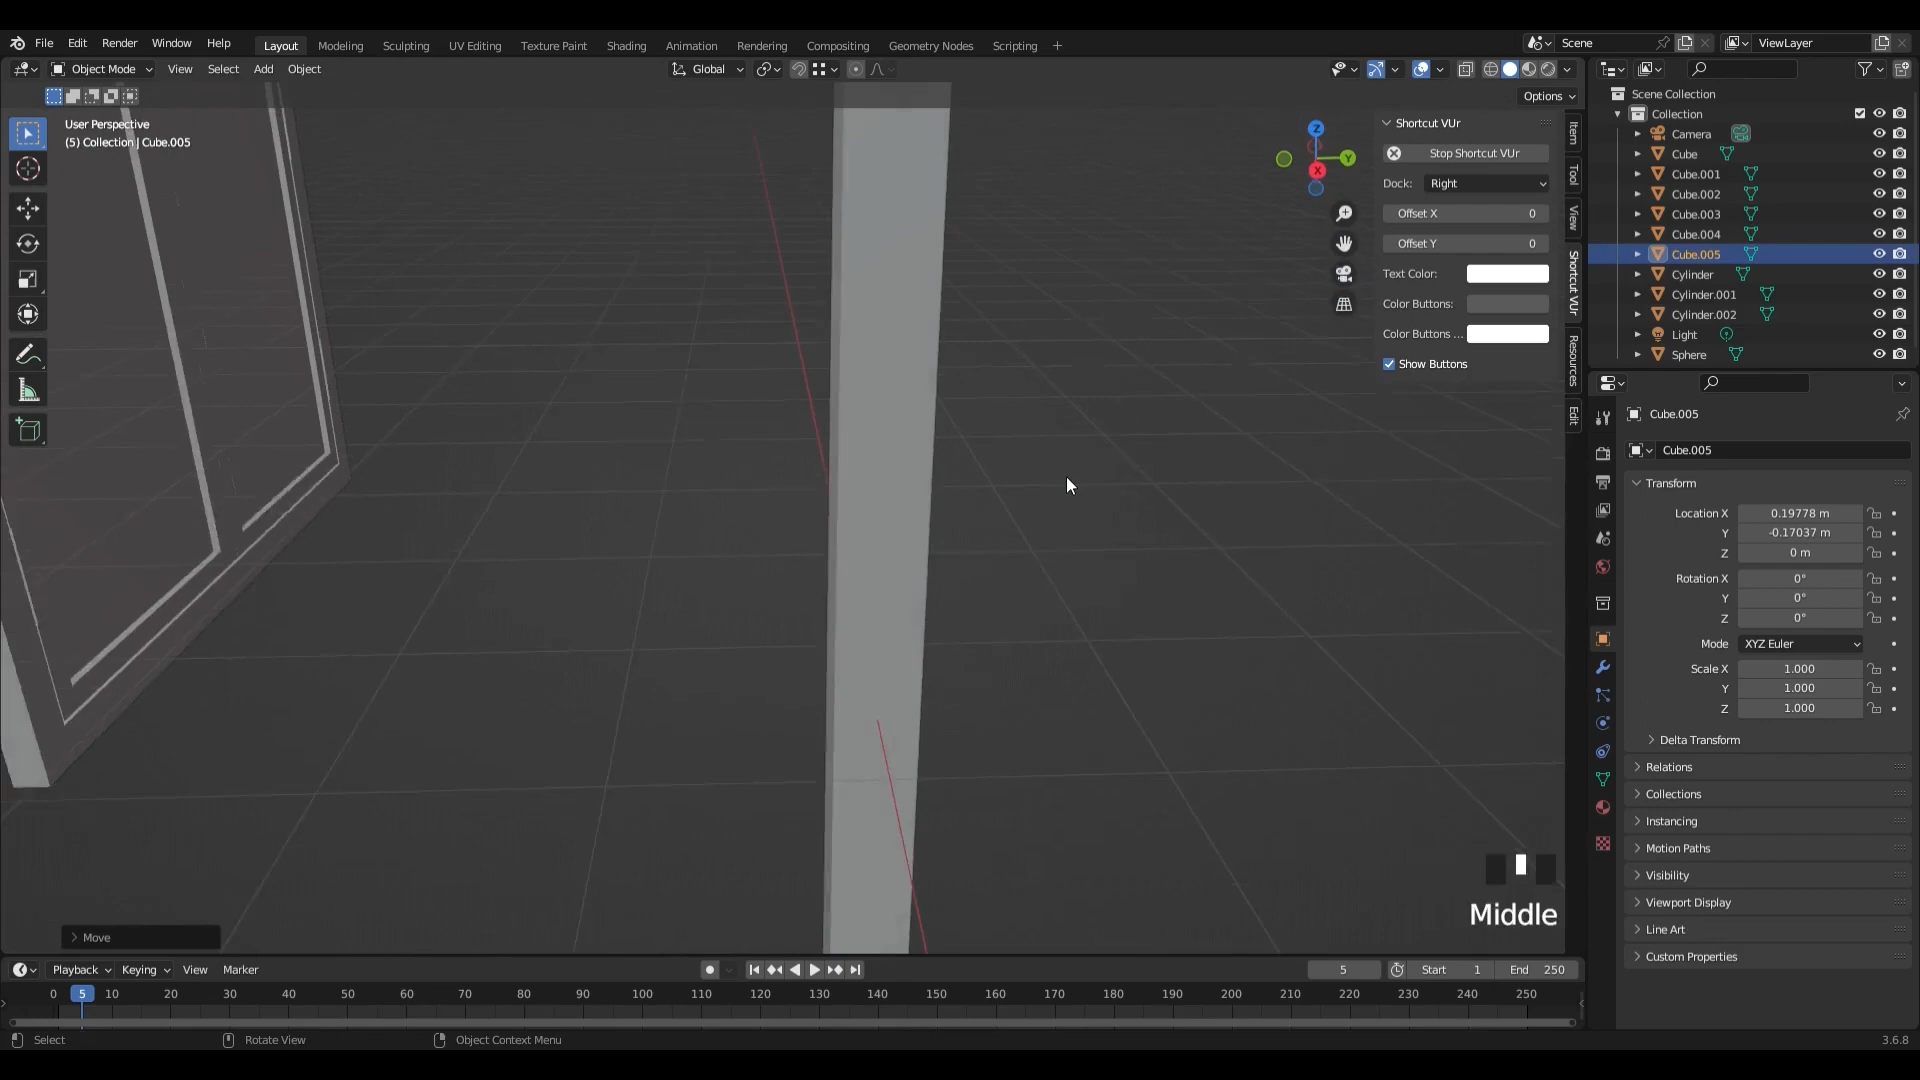 File Edit Render Window Help Layout Modeling Sculpting UV Editing Texture Paint Shading Animation Rendering Compositing Geometry Nodes Scripting + Scene ViewLayer
Object Mode View Select Add Object Global
Options
User Perspective
(5) Collection | Cube.005
Z
Y
X
Shortcut VUr
Stop Shortcut VUr
Dock: Right
Offset X 0
Offset Y 0
Text Color:
Color Buttons:
Color Buttons ...
Show Buttons
Item
Tool
View
Shortcut VUr
Resources
Edit
Scene Collection
Collection
Camera
Cube
Cube.001
Cube.002
Cube.003
Cube.004
Cube.005
Cylinder
Cylinder.001
Cylinder.002
Light
Sphere
Cube.005
Cube.005
Transform
Location X 0.19778 m
Y -0.17037 m
Z 0 m
Rotation X 0°
Y 0°
Z 0°
Mode XYZ Euler
Scale X 1.000
Y 1.000
Z 1.000
Delta Transform
Relations
Collections
Instancing
Motion Paths
Visibility
Viewport Display
Line Art
Custom Properties
Middle
Move
Playback Keying View Marker 5 Start 1 End 250
0 5 10 20 30 40 50 60 70 80 90 100 110 120 130 140 150 160 170 180 190 200 210 220 230 240 250
Select Rotate View Object Context Menu 3.6.8